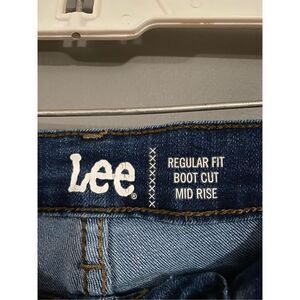 Lee®
REGULAR FIT
BOOT CUT
MID RISE